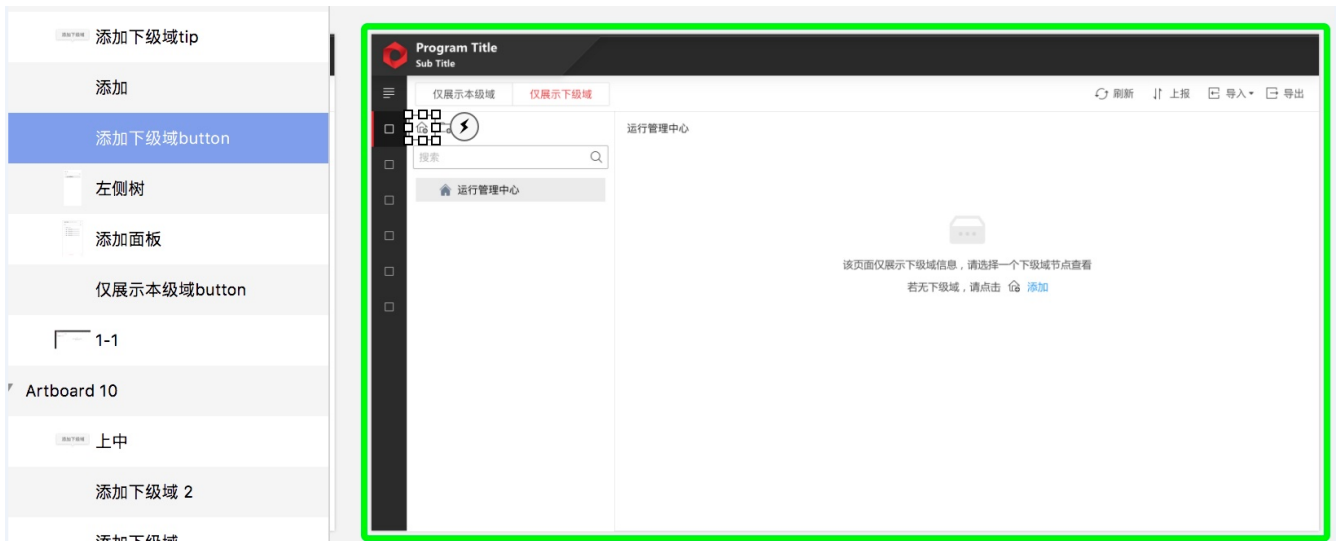 添加下级域tip
添加
添加下级域button
左侧树
添加面板
仅展示本级域button
1-1
Artboard 10
上中
添加下级域 2
添加下级域
Program Title
Sub Title
仅展示本级域 仅展示下级域 刷新 上报 导入 导出
运行管理中心
搜索
运行管理中心
该页面仅展示下级域信息，请选择一个下级域节点查看
若无下级域，请点击 添加